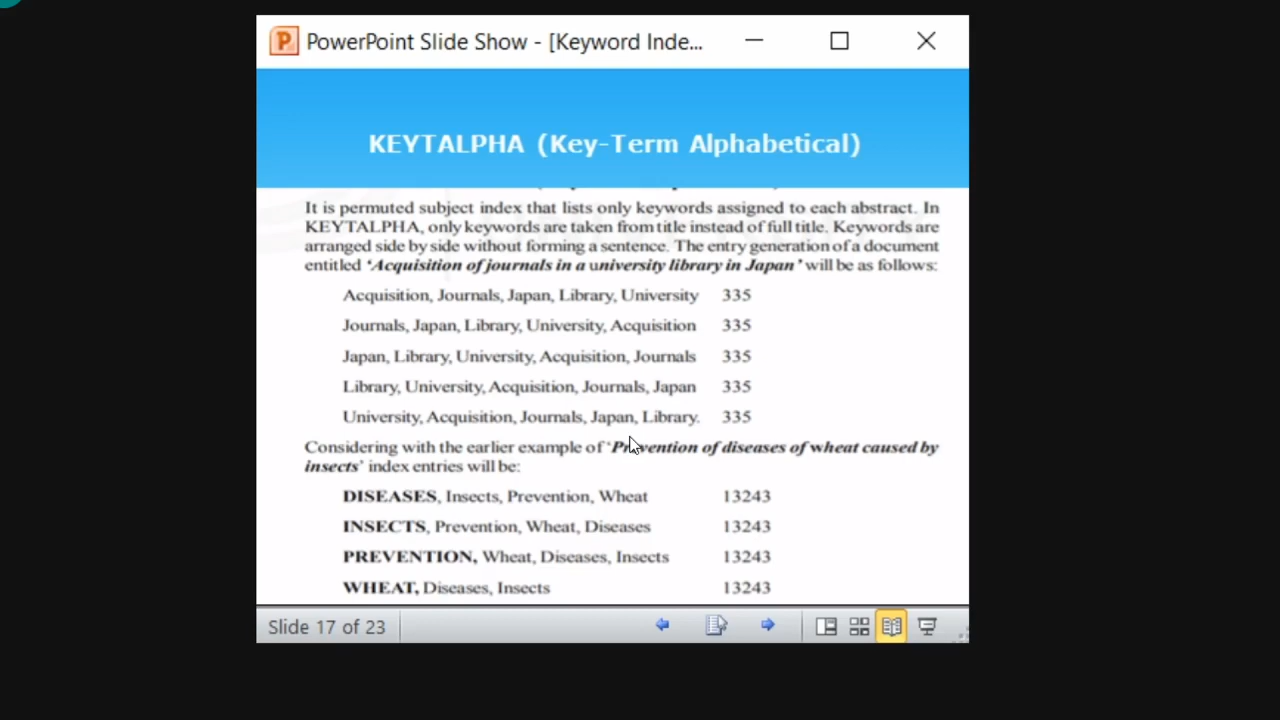 PowerPoint Slide Show - [Keyword Inde...
KEYTALPHA (Key-Term Alphabetical)
It is permuted subject index that lists only keywords assigned to each abstract. In
KEYTALPHA, only keywords are taken from title instead of full title. Keywords are
arranged side by side without forming a sentence. The entry generation of a document
entitled 'Acquisition of journals in a university library in Japan' will be as follows:
Acquisition, Journals, Japan, Library, University 335
Journals, Japan, Library, University, Acquisition 335
Japan, Library, University, Acquisition, Journals 335
Library, University, Acquisition, Journals, Japan 335
University, Acquisition, Journals, Japan, Library. 335
Considering with the earlier example of 'Prevention of diseases of wheat caused by
insects' index entries will be:
DISEASES, Insects, Prevention, Wheat 13243
INSECTS, Prevention, Wheat, Diseases 13243
PREVENTION, Wheat, Diseases, Insects 13243
WHEAT, Diseases, Insects 13243
Slide 17 of 23